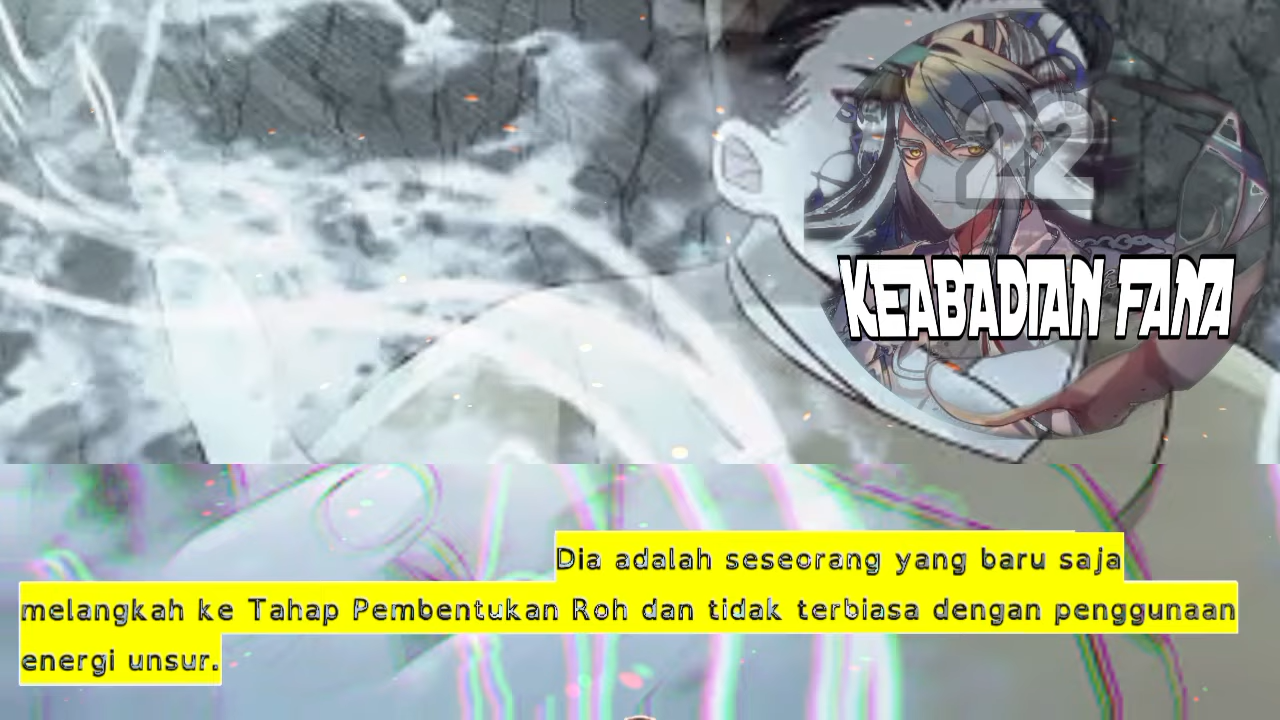 22
KEABADIAN FANA
Dia adalah seseorang yang baru saja
melangkah ke Tahap Pembentukan Roh dan tidak terbiasa dengan penggunaan
energi unsur.